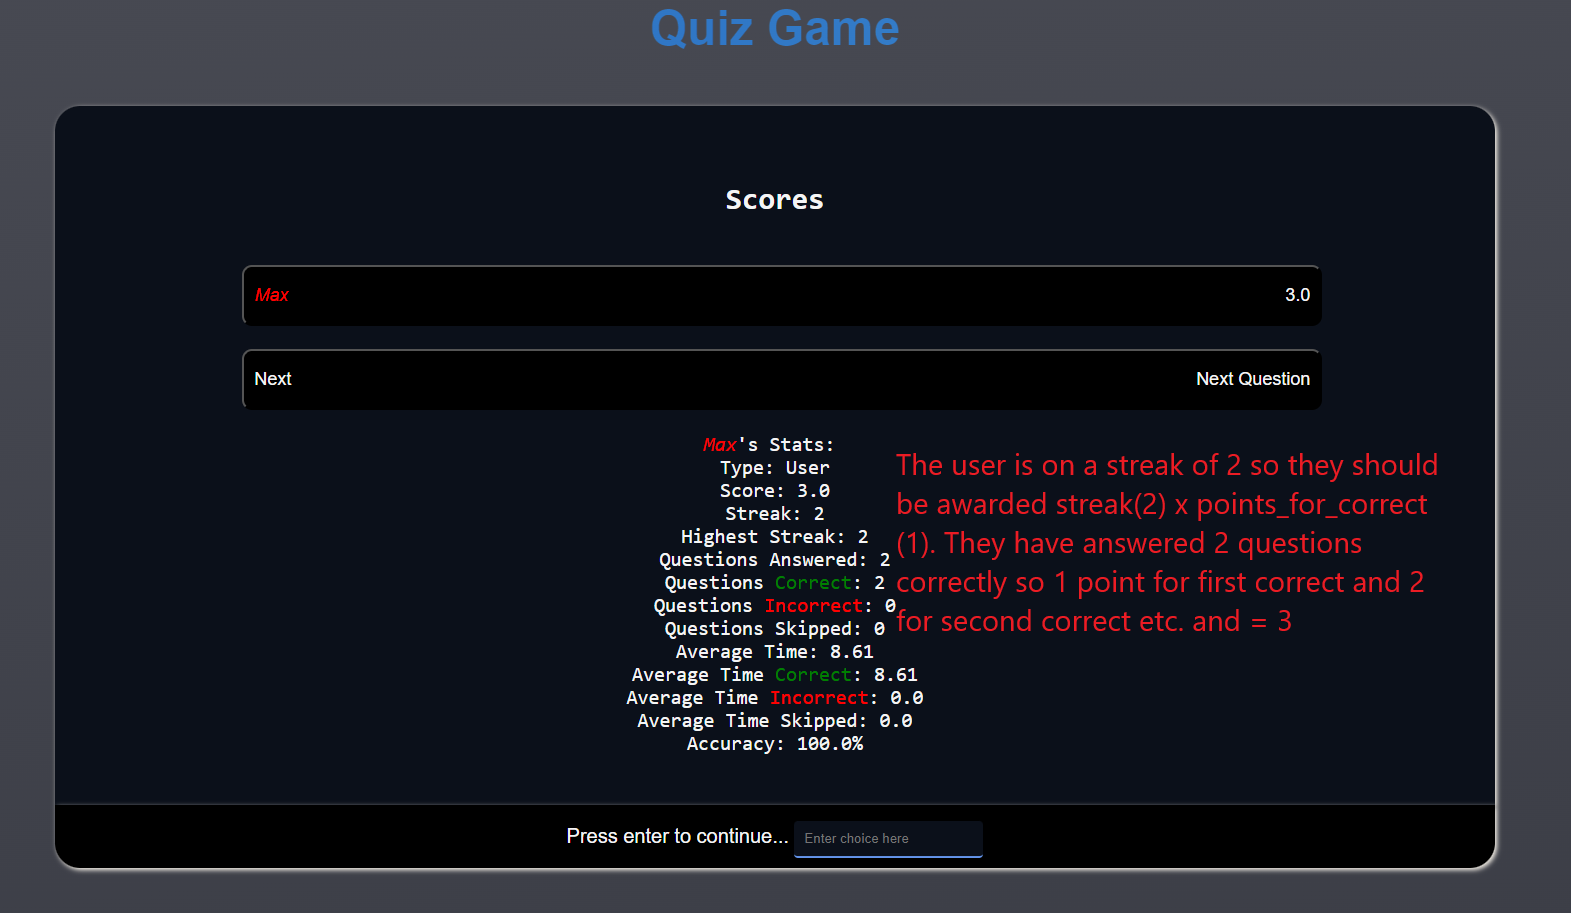 Quiz Game
Scores
Max 3.0
Next Next Question
Max's Stats:
Type: User
Score: 3.0
Streak: 2
Highest Streak: 2
Questions Answered: 2
Questions Correct: 2
Questions Incorrect: 0
Questions Skipped: 0
Average Time: 8.61
Average Time Correct: 8.61
Average Time Incorrect: 0.0
Average Time Skipped: 0.0
Accuracy: 100.0%
The user is on a streak of 2 so they should
be awarded streak(2) x points_for_correct
(1). They have answered 2 questions
correctly so 1 point for first correct and 2
for second correct etc. and = 3
Press enter to continue... Enter choice here